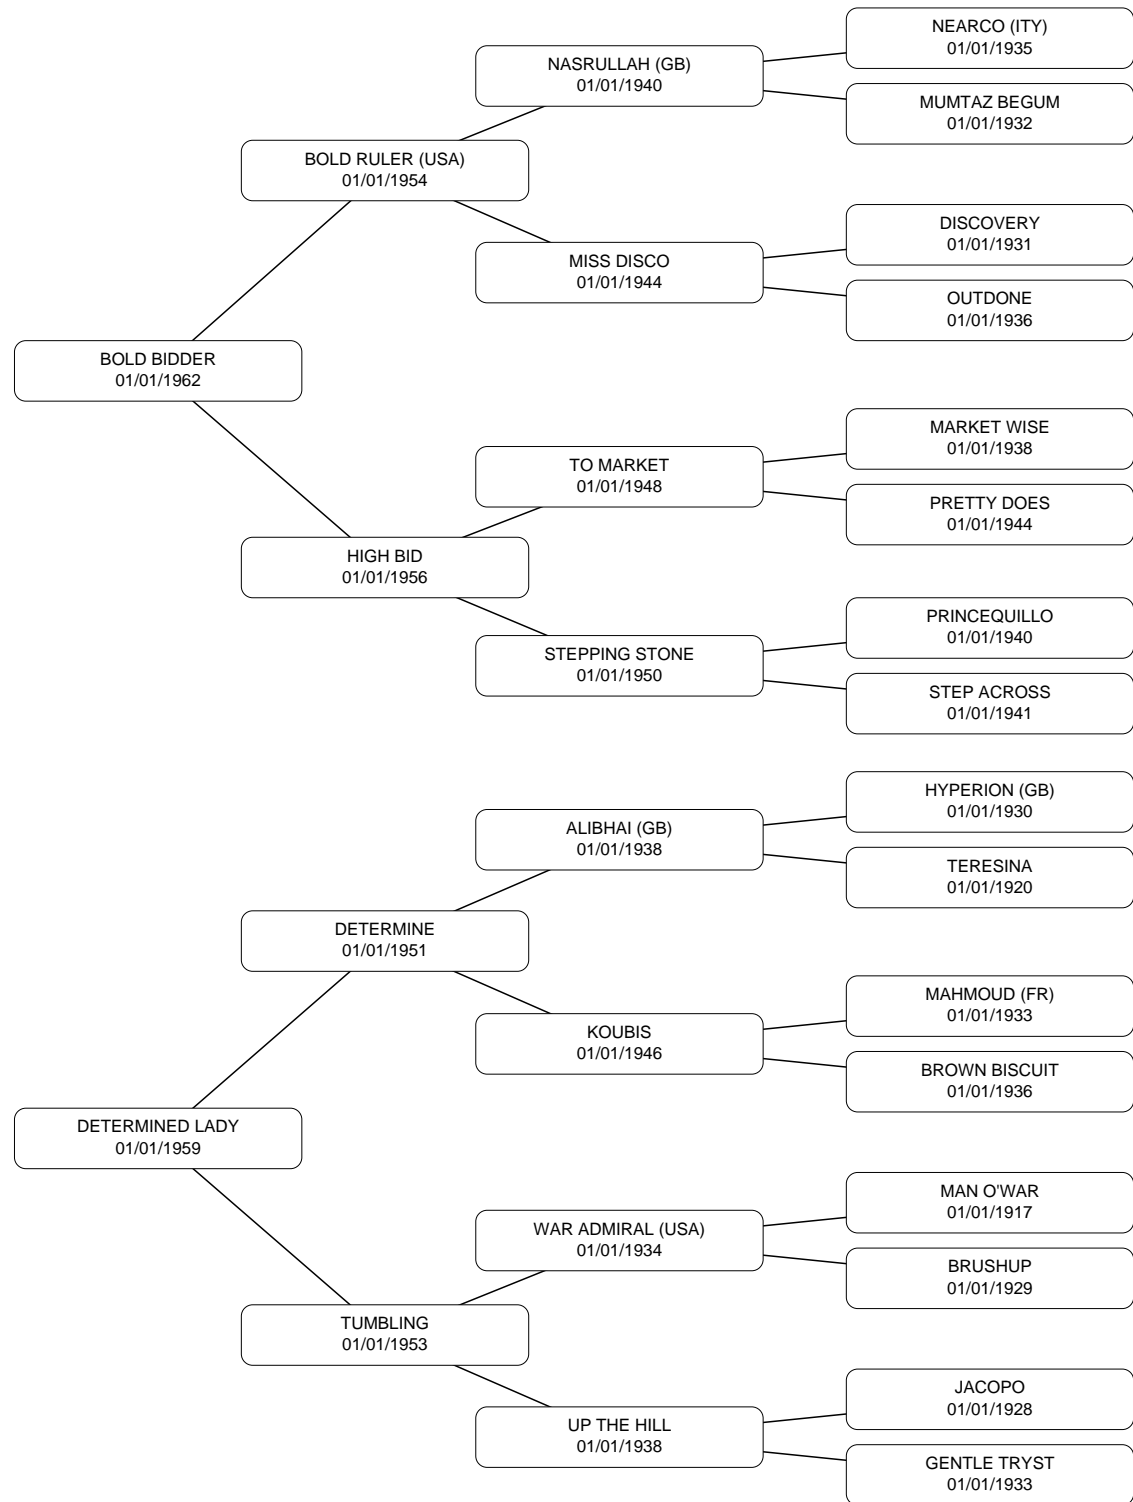 NEARCO (ITY)
01/01/1935
NASRULLAH (GB)
01/01/1940
MUMTAZ BEGUM
01/01/1932
BOLD RULER (USA)
01/01/1954
DISCOVERY
01/01/1931
MISS DISCO
01/01/1944
OUTDONE
01/01/1936
BOLD BIDDER
01/01/1962
MARKET WISE
01/01/1938
TO MARKET
01/01/1948
PRETTY DOES
01/01/1944
HIGH BID
01/01/1956
PRINCEQUILLO
01/01/1940
STEPPING STONE
01/01/1950
STEP ACROSS
01/01/1941
HYPERION (GB)
01/01/1930
ALIBHAI (GB)
01/01/1938
TERESINA
01/01/1920
DETERMINE
01/01/1951
MAHMOUD (FR)
01/01/1933
KOUBIS
01/01/1946
BROWN BISCUIT
01/01/1936
DETERMINED LADY
01/01/1959
MAN O'WAR
01/01/1917
WAR ADMIRAL (USA)
01/01/1934
BRUSHUP
01/01/1929
TUMBLING
01/01/1953
JACOPO
01/01/1928
UP THE HILL
01/01/1938
GENTLE TRYST
01/01/1933